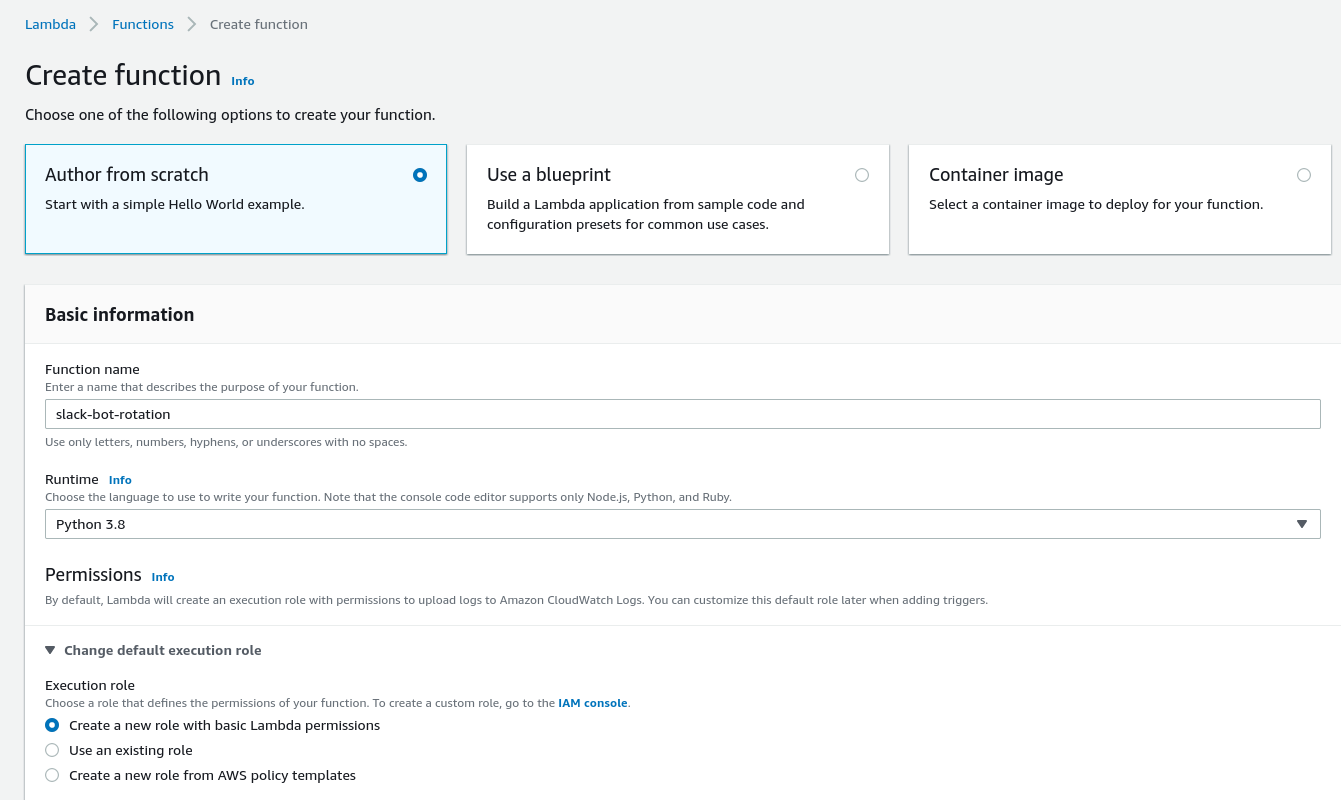 Lambda Functions Create function
Create function Info
Choose one of the following options to create your function.
Author from scratch
Start with a simple Hello World example.
Use a blueprint
Build a Lambda application from sample code and
configuration presets for common use cases.
Container image
Select a container image to deploy for your function.
Basic information
Function name
Enter a name that describes the purpose of your function.
slack-bot-rotation
Use only letters, numbers, hyphens, or underscores with no spaces.
Runtime Info
Choose the language to use to write your function. Note that the console code editor supports only Node.js, Python, and Ruby.
Python 3.8
Permissions Info
By default, Lambda will create an execution role with permissions to upload logs to Amazon CloudWatch Logs. You can customize this default role later when adding triggers.
Change default execution role
Execution role
Choose a role that defines the permissions of your function. To create a custom role, go to the IAM console.
Create a new role with basic Lambda permissions
Use an existing role
Create a new role from AWS policy templates